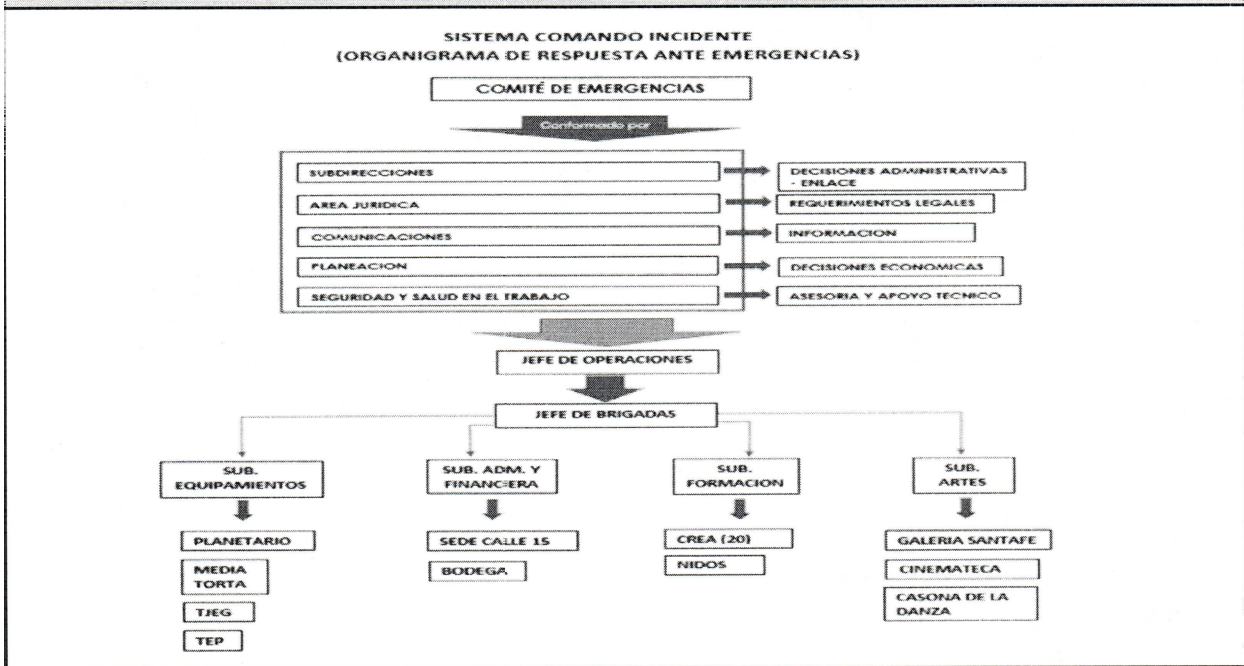 SISTEMA COMANDO INCIDENTE
(ORGANIGRAMA DE RESPUESTA ANTE EMERGENCIAS)
COMITÉ DE EMERGENCIAS
Conformado por
SUBDIRECCIONES
DECISIONES ADMINISTRATIVAS
- ENLACE
AREA JURIDICA
REQUERIMIENTOS LEGALES
COMUNICACIONES
INFORMACION
PLANEACION
DECISIONES ECONOMICAS
SEGURIDAD Y SALUD EN EL TRABAJO
ASESORIA Y APOYO TECNICO
JEFE DE OPERACIONES
JEFE DE BRIGADAS
SUB.
EQUIPAMIENTOS
PLANETARIO
MEDIA
TORTA
TJEG
TEP
SUB. ADM. Y
FINANCIERA
SEDE CALLE 15
BODEGA
SUB.
FORMACION
CREA (20)
NIDOS
SUB.
ARTES
GALERIA SANTAFE
CINEMATECA
CASONA DE LA
DANZA